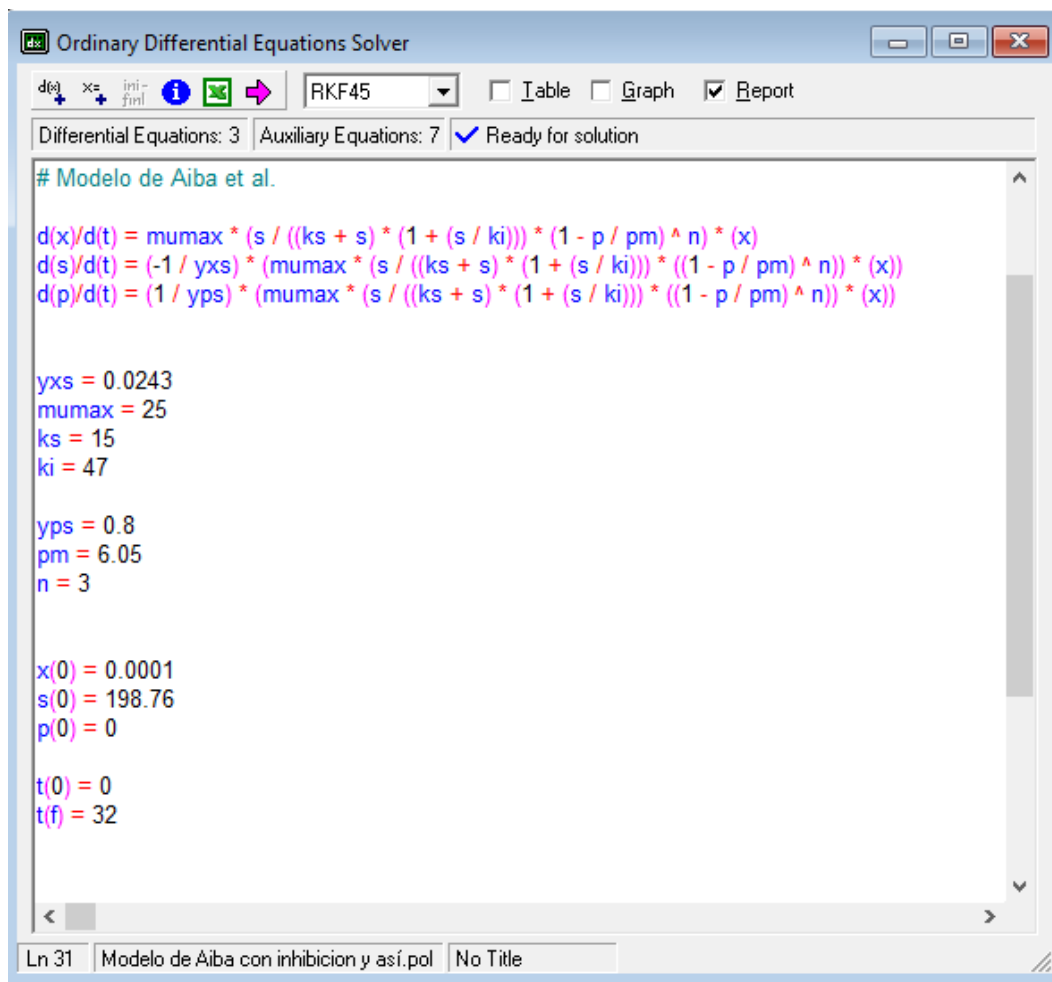 Ordinary Differential Equations Solver
d(x) x= ini- finl RKF45 Table Graph Report
Differential Equations: 3 Auxiliary Equations: 7 Ready for solution
# Modelo de Aiba et al.
d(x)/d(t) = mumax * (s / ((ks + s) * (1 + (s / ki))) * (1 - p / pm) ^ n) * (x)
d(s)/d(t) = (-1 / yxs) * (mumax * (s / ((ks + s) * (1 + (s / ki))) * ((1 - p / pm) ^ n)) * (x))
d(p)/d(t) = (1 / yps) * (mumax * (s / ((ks + s) * (1 + (s / ki))) * ((1 - p / pm) ^ n)) * (x))
yxs = 0.0243
mumax = 25
ks = 15
ki = 47
yps = 0.8
pm = 6.05
n = 3
x(0) = 0.0001
s(0) = 198.76
p(0) = 0
t(0) = 0
t(f) = 32
Ln 31 Modelo de Aiba con inhibicion y así.pol No Title